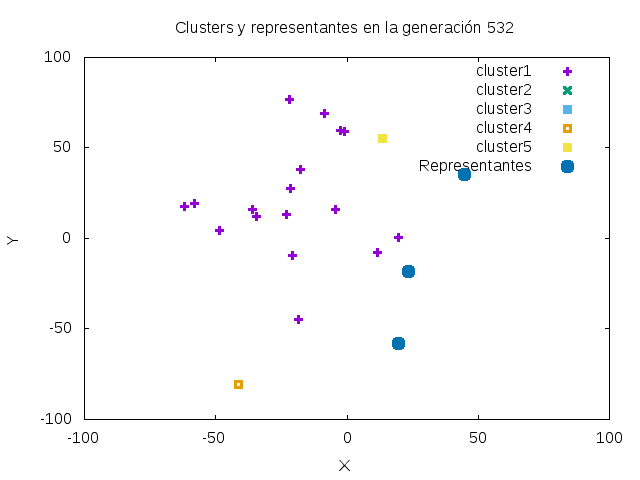 Clusters y representantes en la generación 532
100
50
0
-50
-100
-100
-50
0
50
100
Y
X
cluster1
cluster2
cluster3
cluster4
cluster5
Representantes